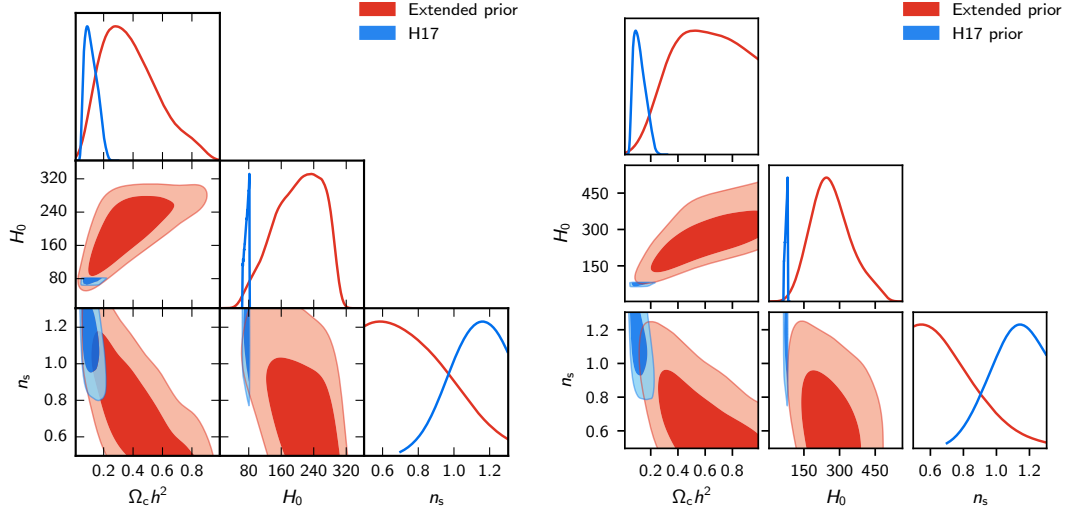 Extended prior
H17
Extended prior
H17 prior
320
240
160
80
H₀
450
300
150
H₀
1.2
1.0
0.8
0.6
nₛ
1.2
1.0
0.8
0.6
nₛ
0.2 0.4 0.6 0.8
80 160 240 320
0.6 0.8 1.0 1.2
0.2 0.4 0.6 0.8
150 300 450
0.6 0.8 1.0 1.2
Ω_c h²
H₀
nₛ
Ω_c h²
H₀
nₛ